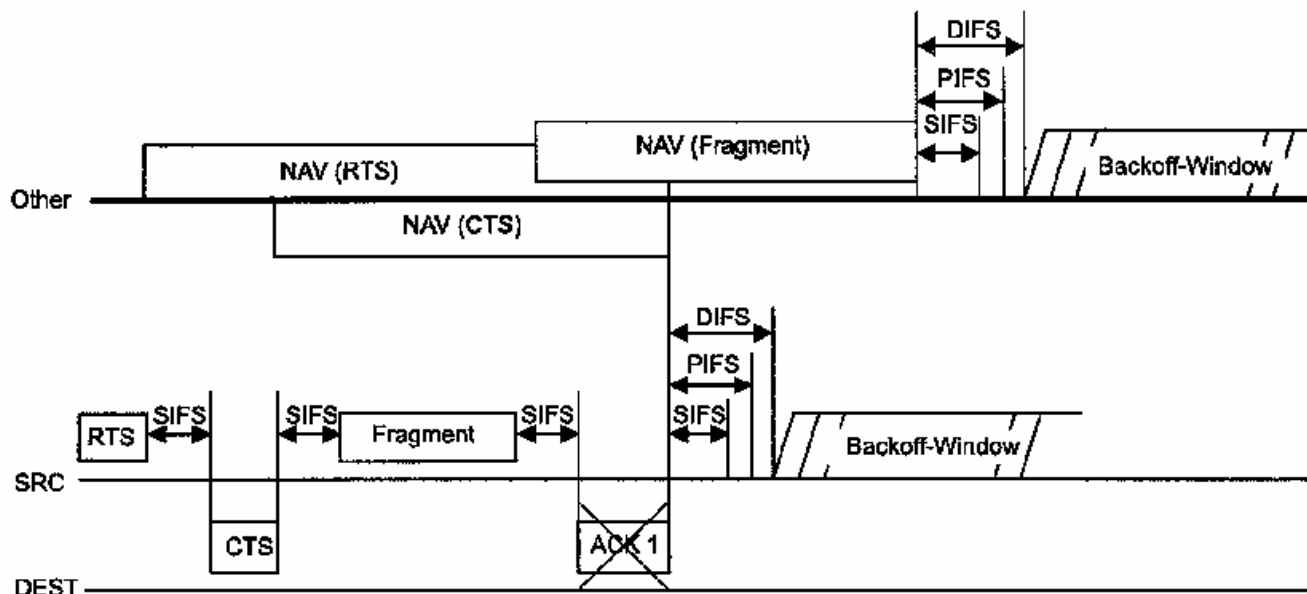 DIFS
PIFS
SIFS
NAV (Fragment)
NAV (RTS)
Backoff-Window
Other
NAV (CTS)
DIFS
PIFS
SIFS
SIFS
SIFS
SIFS
RTS
Fragment
Backoff-Window
SRC
CTS
ACK 1
DEST